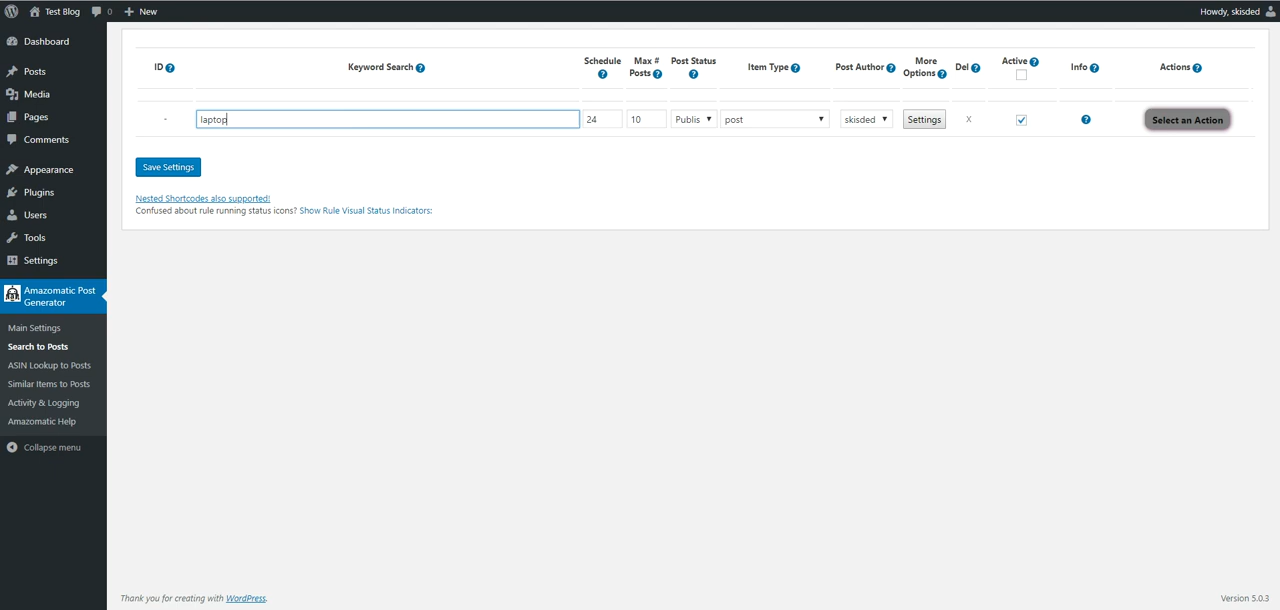 Test Blog 0 New Howdy, skisded
Dashboard
Posts
Media
Pages
Comments
Appearance
Plugins
Users
Tools
Settings
Amazomatic Post
Generator
Main Settings
Search to Posts
ASIN Lookup to Posts
Similar Items to Posts
Activity & Logging
Amazomatic Help
Collapse menu
ID ? Keyword Search ? Schedule ? Max # Posts ? Post Status ? Item Type ? Post Author ? More Options ? Del ? Active ? Info ? Actions ?
- laptop 24 10 Publis post skisded Settings X ? Select an Action
Save Settings
Nested Shortcodes also supported!
Confused about rule running status icons? Show Rule Visual Status Indicators:
Thank you for creating with WordPress. Version 5.0.3